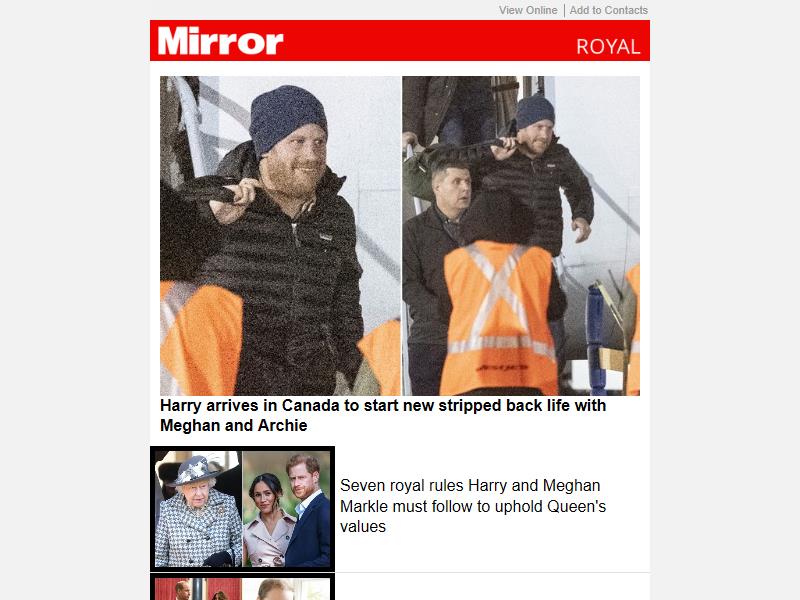 View Online | Add to Contacts
Mirror ROYAL
Harry arrives in Canada to start new stripped back life with
Meghan and Archie
Seven royal rules Harry and Meghan
Markle must follow to uphold Queen's
values